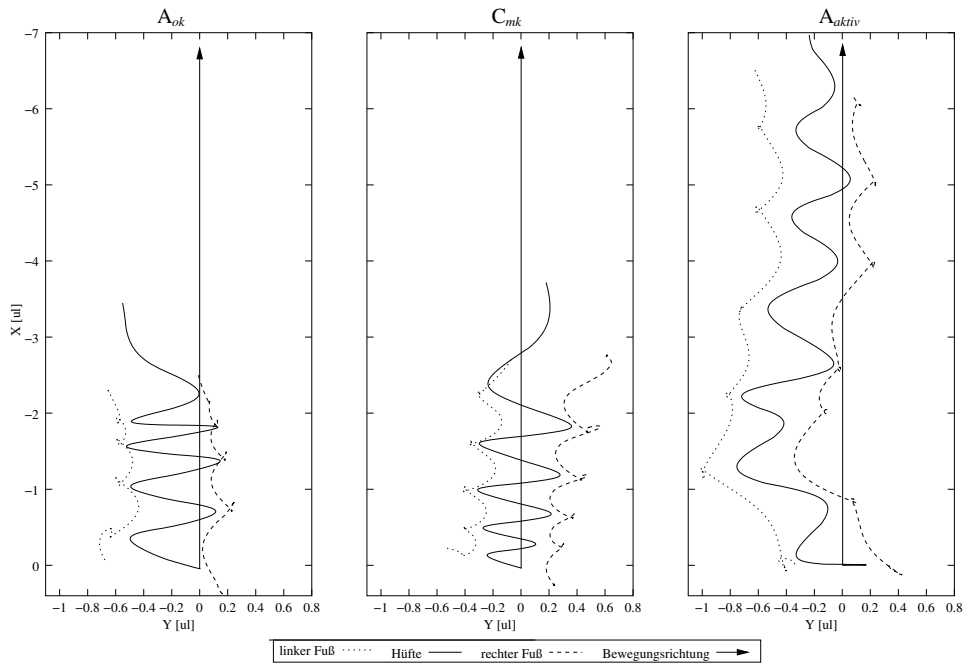 A_ok C_mk A_aktiv
-7
-6
-5
-4
-3
-2
-1
0
X [ul]
-1 -0.8 -0.6 -0.4 -0.2 0 0.2 0.4 0.6 0.8
-1 -0.8 -0.6 -0.4 -0.2 0 0.2 0.4 0.6 0.8
-1 -0.8 -0.6 -0.4 -0.2 0 0.2 0.4 0.6 0.8
Y [ul] Y [ul] Y [ul]
linker Fuß Hüfte rechter Fuß Bewegungsrichtung